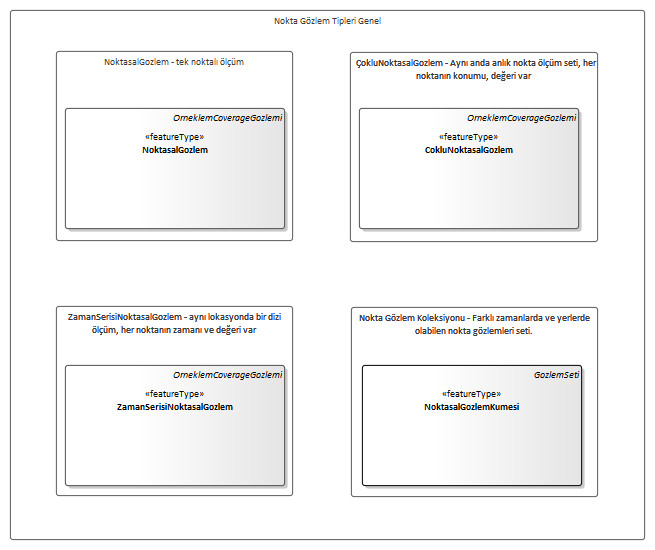 Nokta Gözlem Tipleri Genel
NoktasalGozlem - tek noktalı ölçüm
OrneklemCoverageGozlemi
«featureType»
NoktasalGozlem
ÇokluNoktasalGozlem - Aynı anda anlık nokta ölçüm seti, her
noktanın konumu, değeri var
OrneklemCoverageGozlemi
«featureType»
CokluNoktasalGozlem
ZamanSerisiNoktasalGozlem - aynı lokasyonda bir dizi
ölçüm, her noktanın zamanı ve değeri var
OrneklemCoverageGozlemi
«featureType»
ZamanSerisiNoktasalGozlem
Nokta Gözlem Koleksiyonu - Farklı zamanlarda ve yerlerde
olabilen nokta gözlemleri seti.
GozlemSeti
«featureType»
NoktasalGozlemKumesi